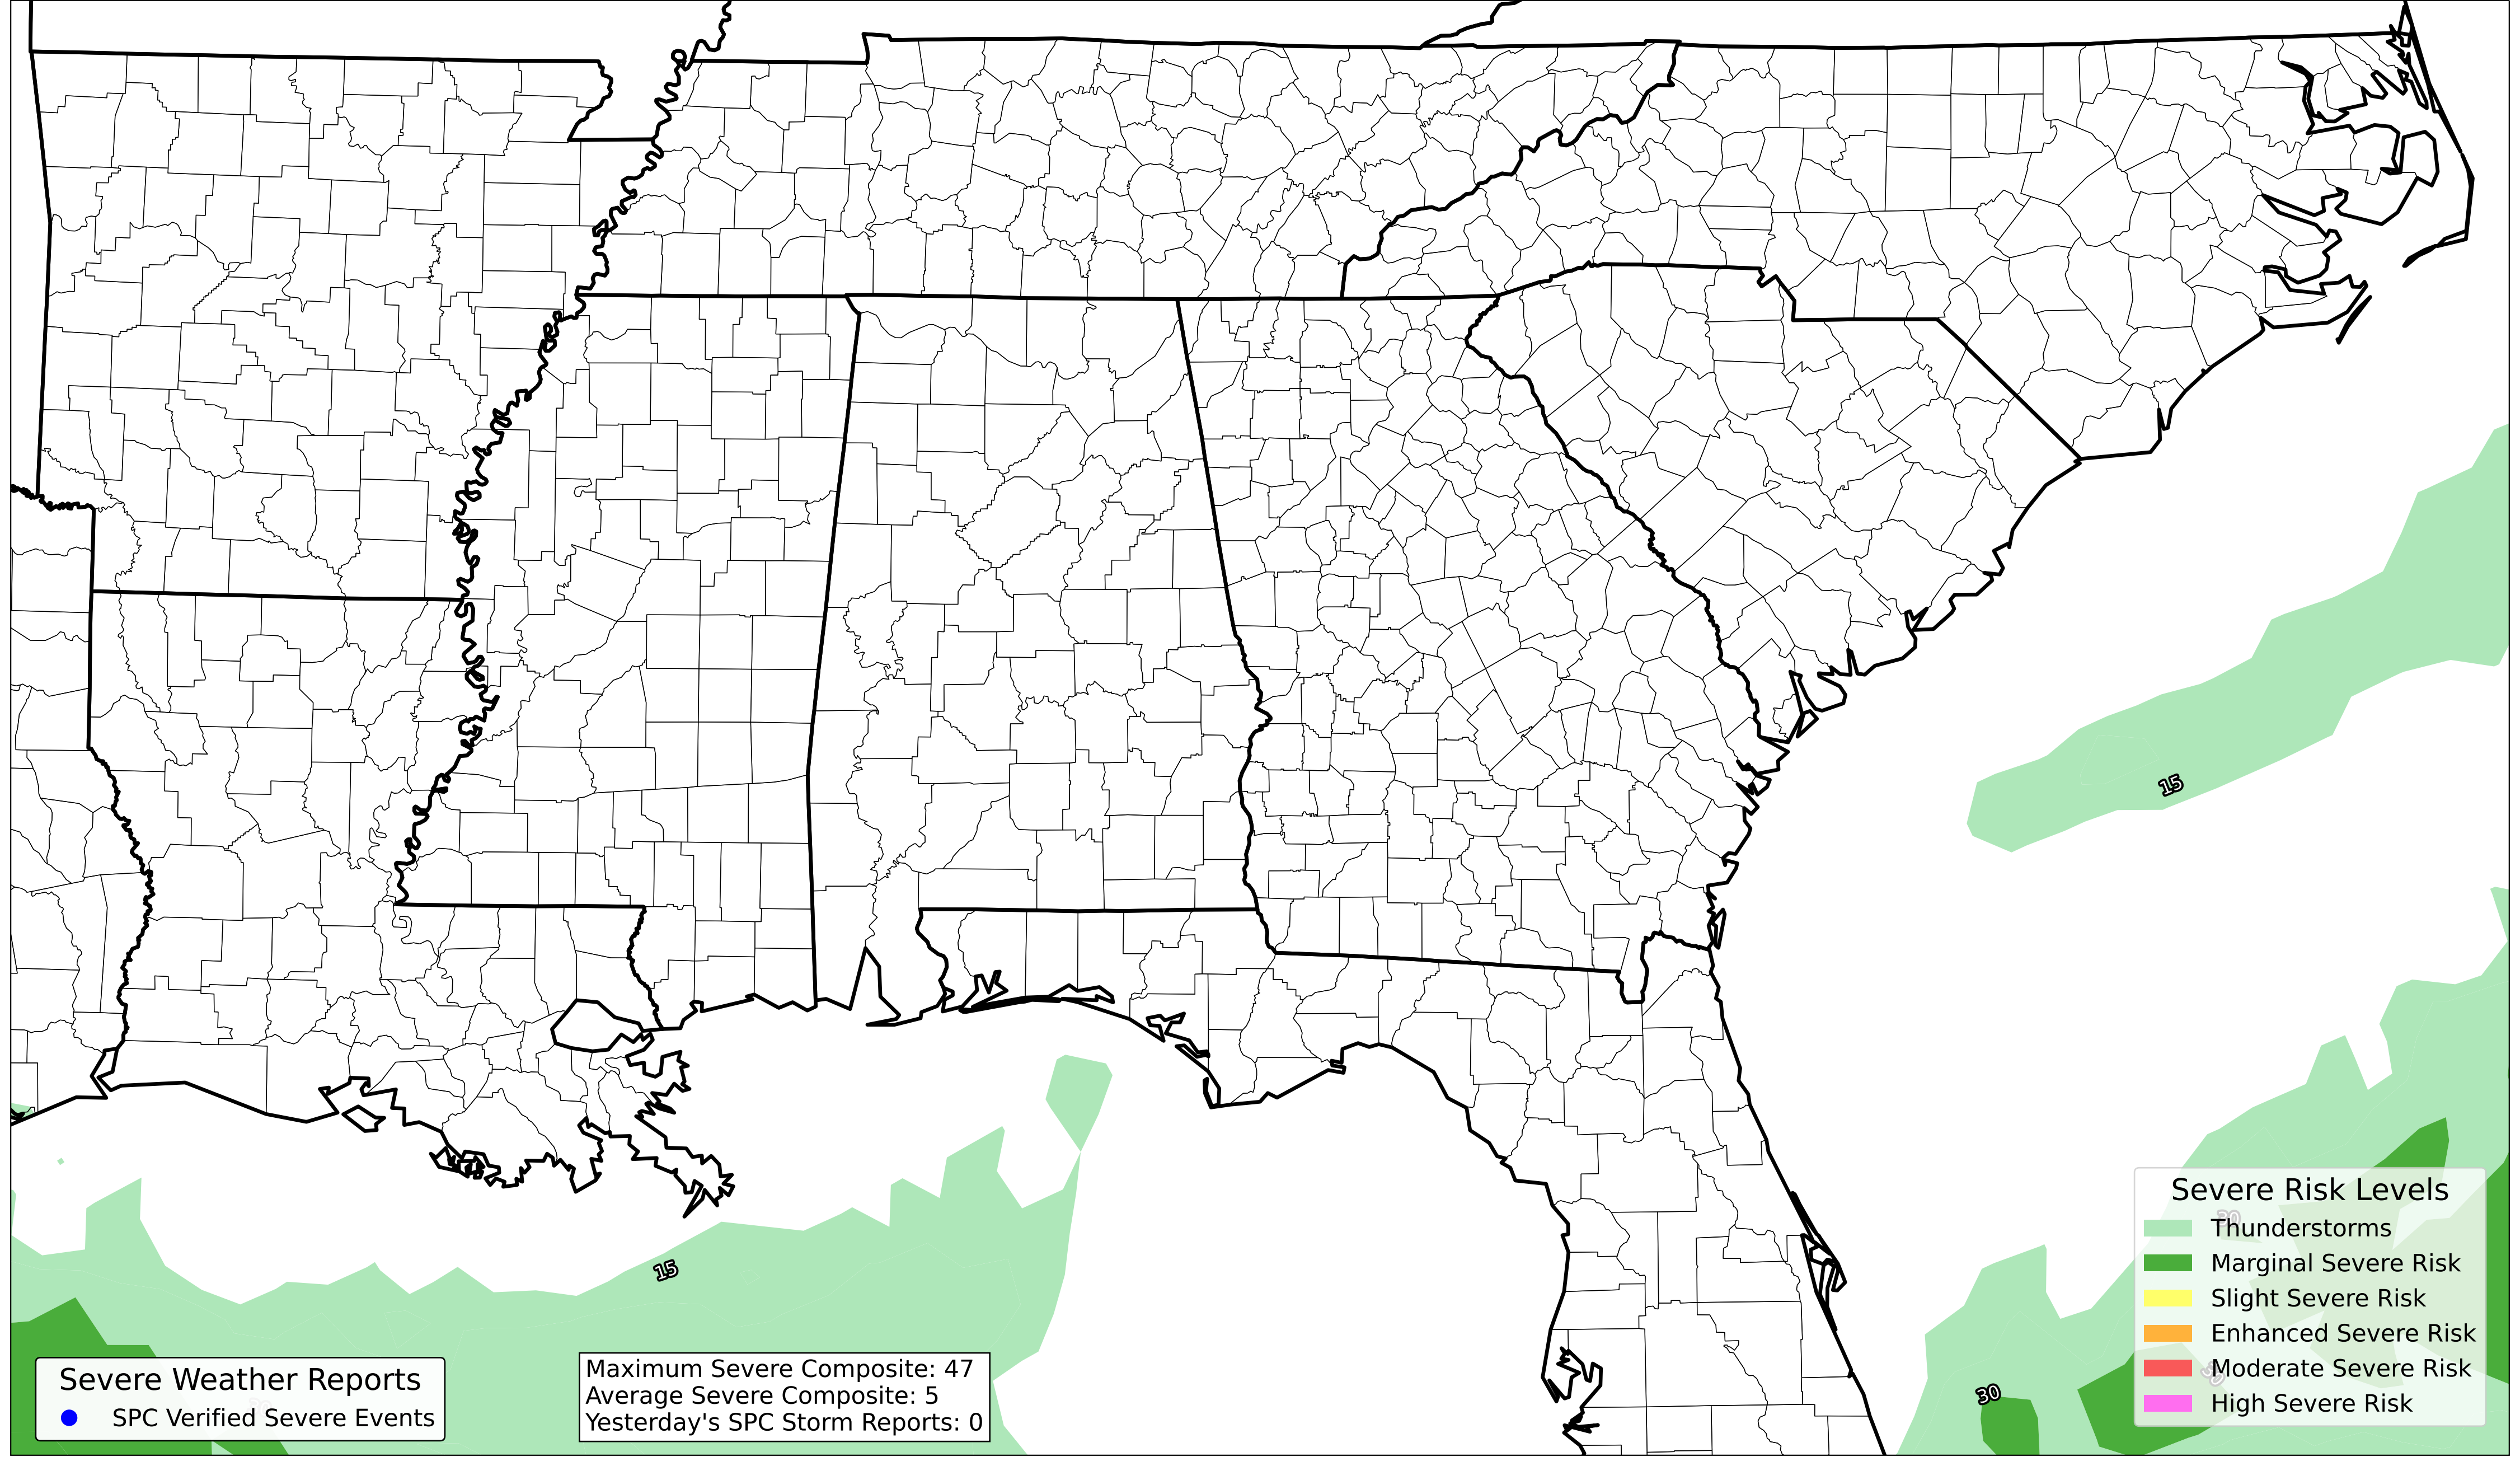 15
15
Severe Risk Levels
30
Thunderstorms
Marginal Severe Risk
Slight Severe Risk
Enhanced Severe Risk
Moderate Severe Risk
High Severe Risk
30
Severe Weather Reports
SPC Verified Severe Events
Maximum Severe Composite: 47
Average Severe Composite: 5
Yesterday's SPC Storm Reports: 0